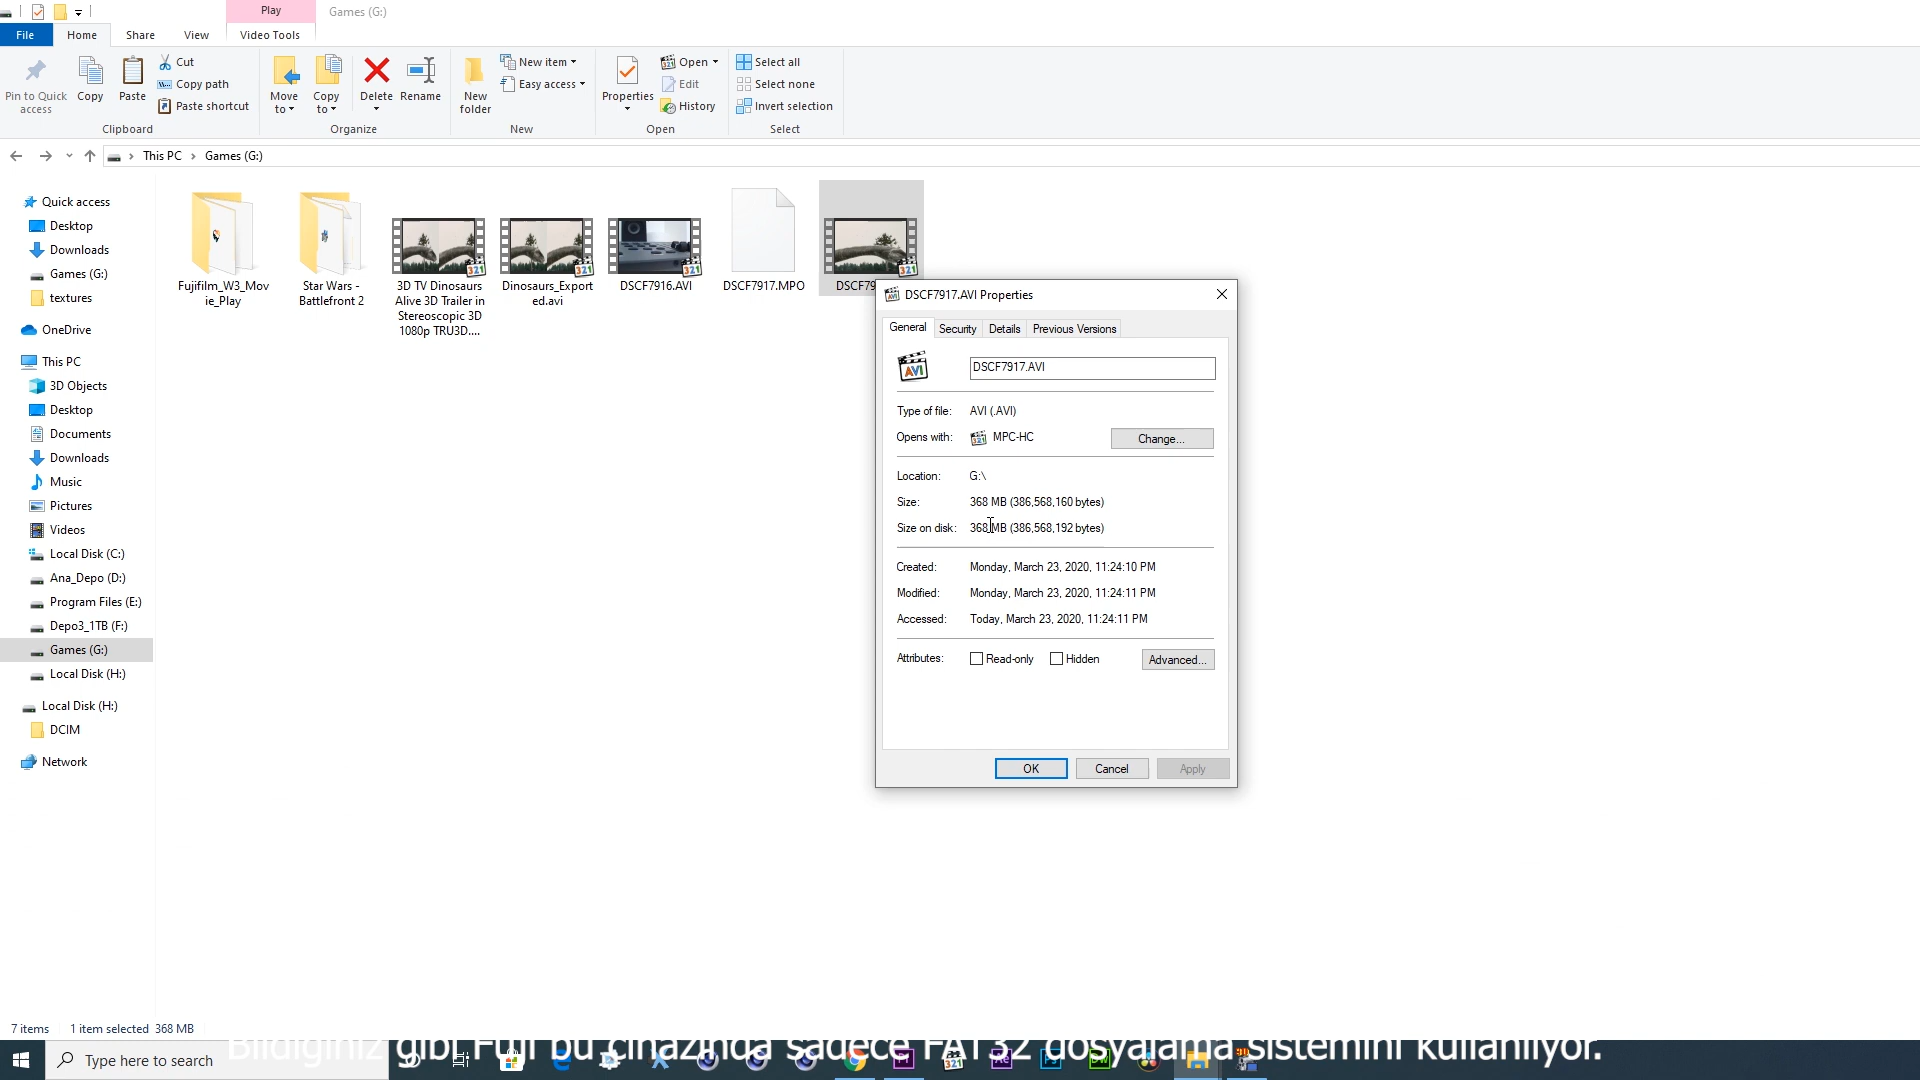 Play
Games (G:)
File
Home
Share
View
Video Tools
Pin to Quick access
Copy
Paste
Cut
Copy path
Paste shortcut
Clipboard
Move to
Copy to
Delete
Rename
Organize
New folder
New item
Easy access
New
Properties
Open
Edit
History
Open
Select all
Select none
Invert selection
Select
This PC
Games (G:)
Quick access
Desktop
Downloads
Games (G:)
textures
OneDrive
This PC
3D Objects
Desktop
Documents
Downloads
Music
Pictures
Videos
Local Disk (C:)
Ana_Depo (D:)
Program Files (E:)
Depo3_1TB (F:)
Games (G:)
Local Disk (H:)
Local Disk (H:)
DCIM
Network
Fujifilm_W3_Mov
ie_Play
Star Wars -
Battlefront 2
3D TV Dinosaurs
Alive 3D Trailer in
Stereoscopic 3D
1080p TRU3D....
Dinosaurs_Export
ed.avi
DSCF7916.AVI
DSCF7917.MPO
DSCF79
DSCF7917.AVI Properties
General
Security
Details
Previous Versions
AVI
DSCF7917.AVI
Type of file: AVI (.AVI)
Opens with: MPC-HC
Change...
Location: G:\
Size: 368 MB (386,568,160 bytes)
Size on disk: 368 MB (386,568,192 bytes)
Created: Monday, March 23, 2020, 11:24:10 PM
Modified: Monday, March 23, 2020, 11:24:11 PM
Accessed: Today, March 23, 2020, 11:24:11 PM
Attributes:
Read-only
Hidden
Advanced...
OK
Cancel
Apply
7 items
1 item selected 368 MB
Type here to search
Bildiğiniz gibi Fuji bu cihazında sadece FAT32 dosyalama sistemini kullanılıyor.